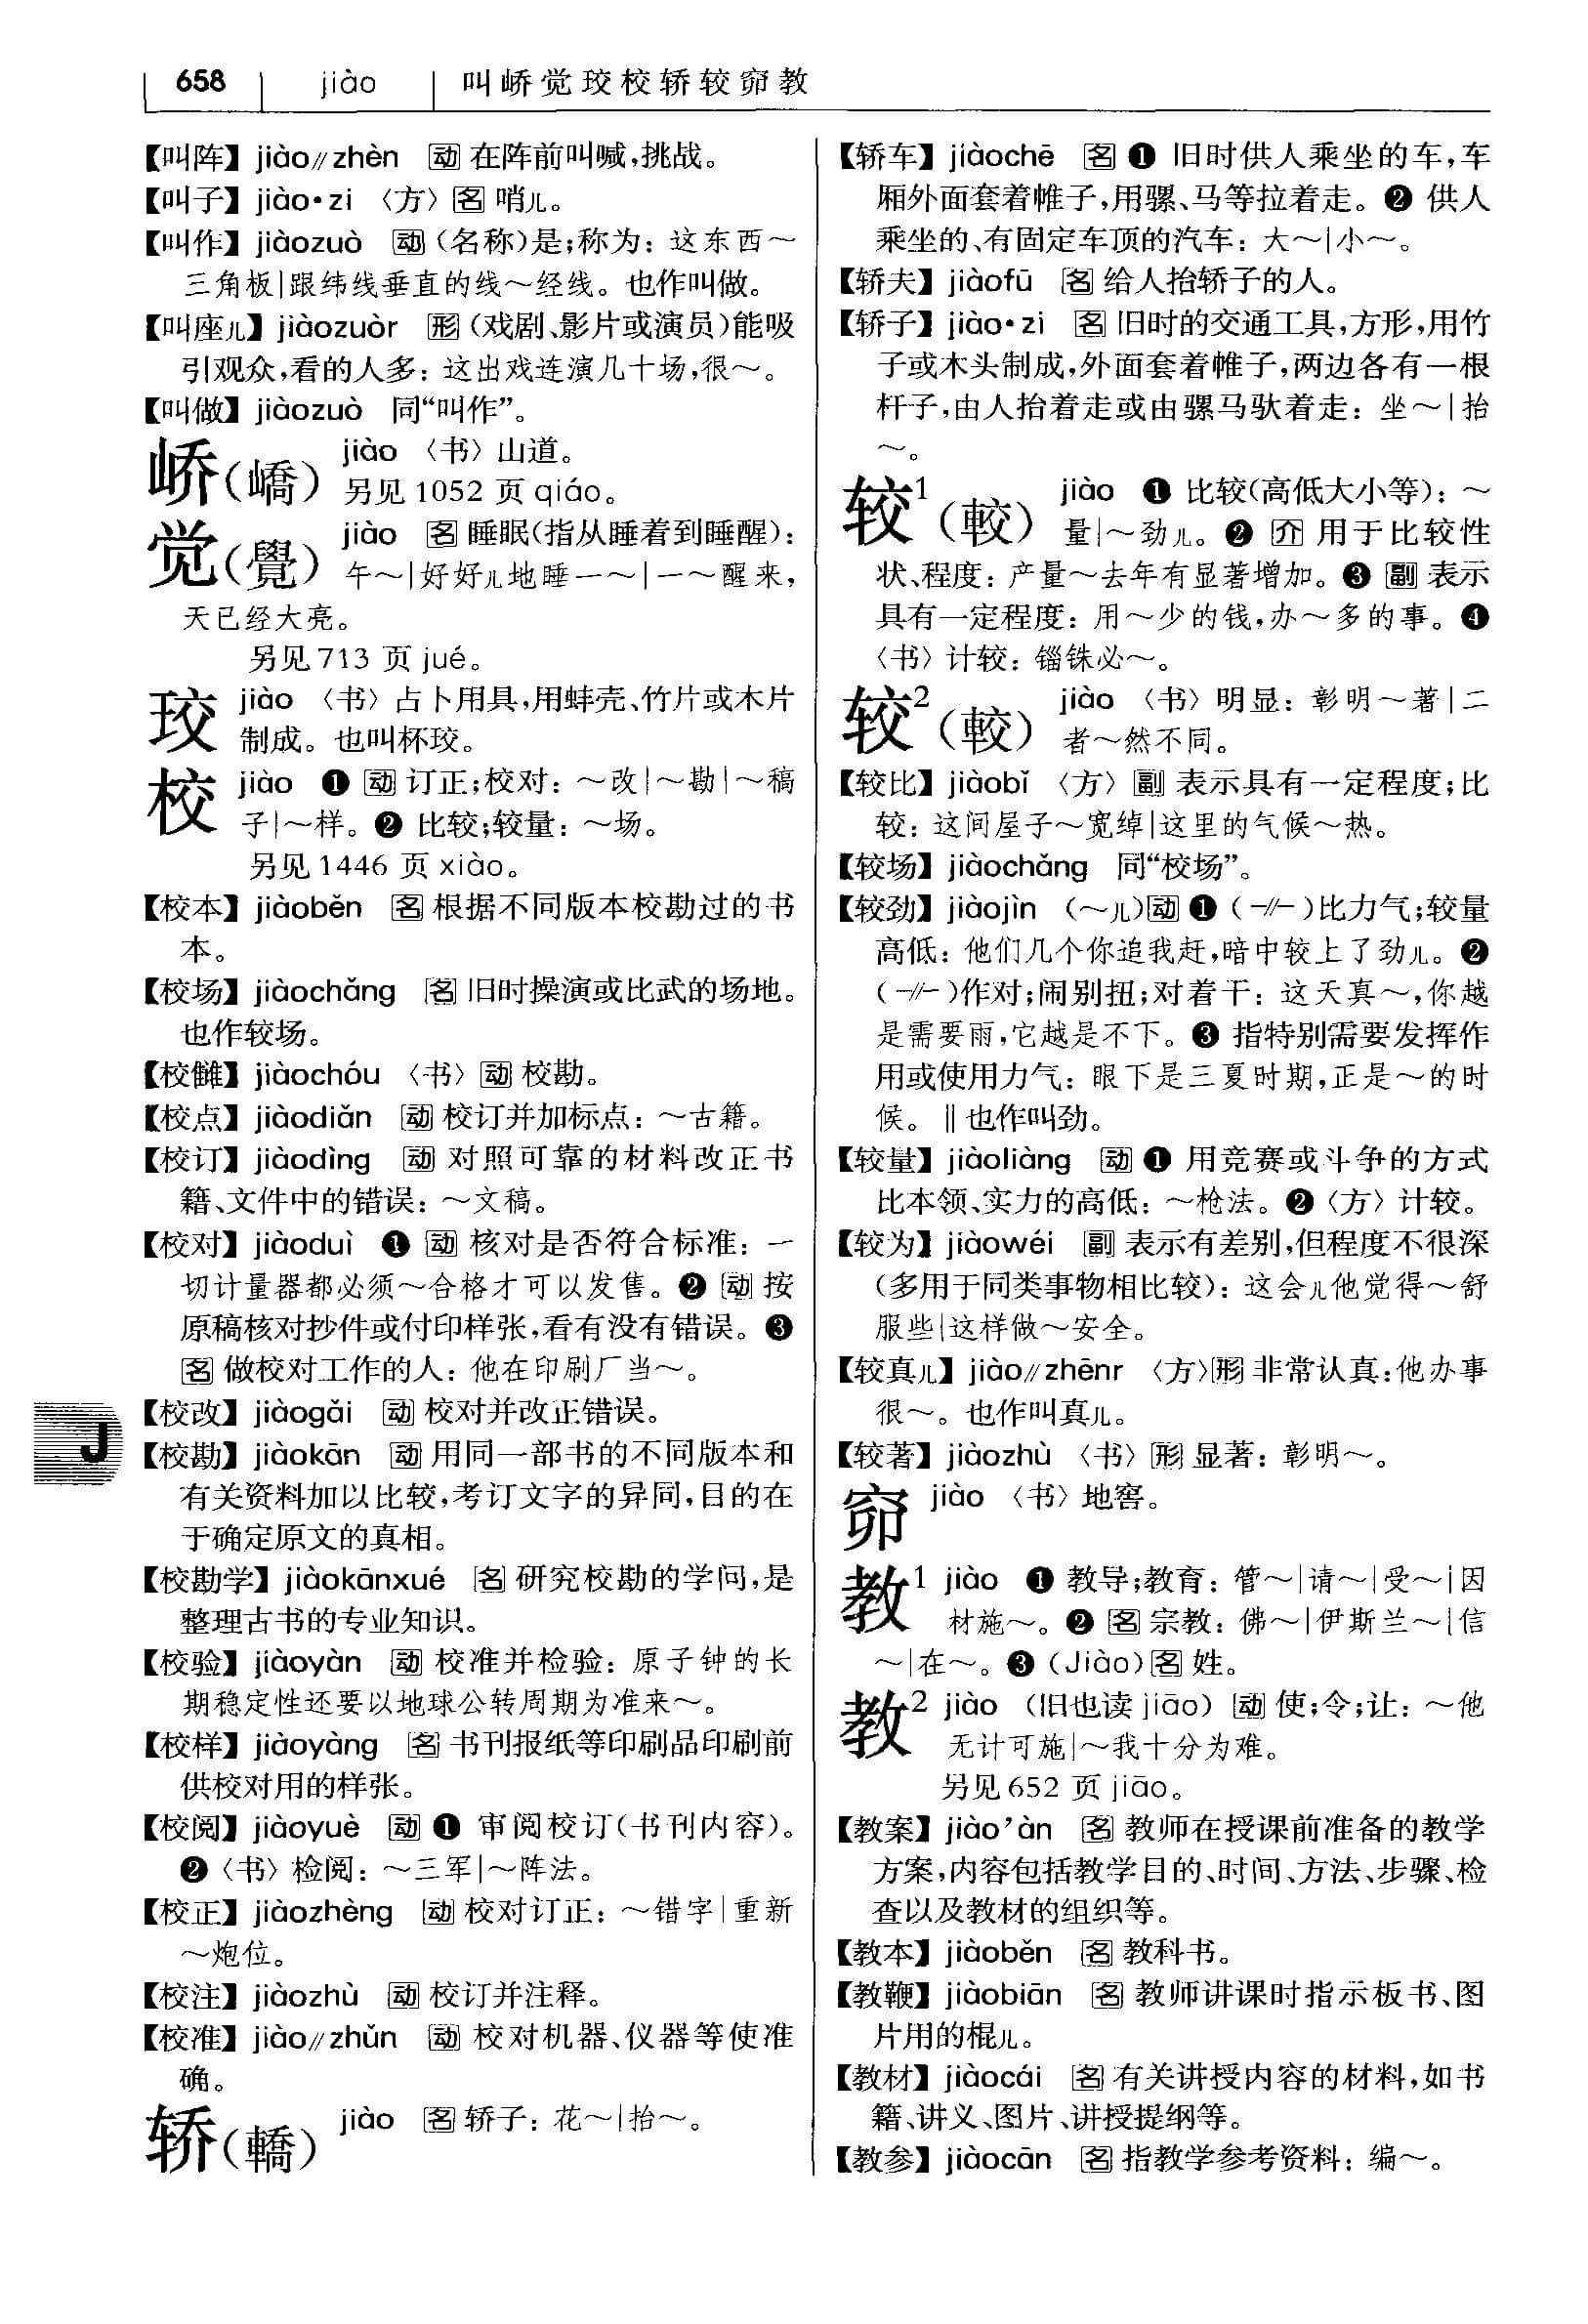 658 jiào 叫峤觉珓校轿较窌教
【叫阵】 jiào∥zhèn 动 在阵前叫喊,挑战。
【叫子】 jiào·zi 〈方〉名 哨儿。
【叫作】 jiàozuò 动 (名称)是;称为: 这东西～
三角板|跟纬线垂直的线～经线。也作叫做。
【叫座儿】 jiàozuòr 形 (戏剧、影片或演员)能吸
引观众,看的人多: 这出戏连演几十场,很～。
【叫做】 jiàozuò 同“叫作”。
峤(嶠) jiào 〈书〉山道。
另见 1052 页 qiáo。
觉(覺) jiào 名 睡眠(指从睡着到睡醒):
午～|好好儿地睡一～|一～醒来,
天已经大亮。
另见 713 页 jué。
珓 jiào 〈书〉占卜用具,用蚌壳、竹片或木片
制成。也叫杯珓。
校 jiào ❶ 动 订正;校对: ～改|～勘|～稿
子|～样。❷ 比较;较量: ～场。
另见 1446 页 xiào。
【校本】 jiàoběn 名 根据不同版本校勘过的书
本。
【校场】 jiàochǎng 名 旧时操演或比武的场地。
也作较场。
【校雠】 jiàochóu 〈书〉动 校勘。
【校点】 jiàodiǎn 动 校订并加标点: ～古籍。
【校订】 jiàodìng 动 对照可靠的材料改正书
籍、文件中的错误: ～文稿。
【校对】 jiàoduì ❶ 动 核对是否符合标准: 一
切计量器都必须～合格才可以发售。❷ 动 按
原稿核对抄件或付印样张,看有没有错误。❸
名 做校对工作的人: 他在印刷厂当～。
【校改】 jiàogǎi 动 校对并改正错误。
J
【校勘】 jiàokān 动 用同一部书的不同版本和
有关资料加以比较,考订文字的异同,目的在
于确定原文的真相。
【校勘学】 jiàokānxué 名 研究校勘的学问,是
整理古书的专业知识。
【校验】 jiàoyàn 动 校准并检验: 原子钟的长
期稳定性还要以地球公转周期为准来～。
【校样】 jiàoyàng 名 书刊报纸等印刷品印刷前
供校对用的样张。
【校阅】 jiàoyuè 动 ❶ 审阅校订(书刊内容)。
❷〈书〉检阅: ～三军|～阵法。
【校正】 jiàozhèng 动 校对订正: ～错字|重新
～炮位。
【校注】 jiàozhù 动 校订并注释。
【校准】 jiào∥zhǔn 动 校对机器、仪器等使准
确。
轿(轎) jiào 名 轿子: 花～|抬～。
【轿车】 jiàochē 名 ❶ 旧时供人乘坐的车,车
厢外面套着帷子,用骡、马等拉着走。❷ 供人
乘坐的、有固定车顶的汽车: 大～|小～。
【轿夫】 jiàofū 名 给人抬轿子的人。
【轿子】 jiào·zi 名 旧时的交通工具,方形,用竹
子或木头制成,外面套着帷子,两边各有一根
杆子,由人抬着走或由骡马驮着走: 坐～|抬
～。
较¹(較) jiào ❶ 比较(高低大小等): ～
量|～劲儿。❷ 介 用于比较性
状、程度: 产量～去年有显著增加。❸ 副 表示
具有一定程度: 用～少的钱,办～多的事。❹
〈书〉计较: 锱铢必～。
较²(較) jiào 〈书〉明显: 彰明～著|二
者～然不同。
【较比】 jiàobǐ 〈方〉副 表示具有一定程度;比
较: 这间屋子～宽绰|这里的气候～热。
【较场】 jiàochǎng 同“校场”。
【较劲】 jiàojìn (～儿)动 ❶ (-∥-)比力气;较量
高低: 他们几个你追我赶,暗中较上了劲儿。❷
(-∥-)作对;闹别扭;对着干: 这天真～,你越
是需要雨,它越是不下。❸ 指特别需要发挥作
用或使用力气: 眼下是三夏时期,正是～的时
候。‖也作叫劲。
【较量】 jiàoliàng 动 ❶ 用竞赛或斗争的方式
比本领、实力的高低: ～枪法。❷〈方〉计较。
【较为】 jiàowéi 副 表示有差别,但程度不很深
(多用于同类事物相比较): 这会儿他觉得～舒
服些|这样做～安全。
【较真儿】 jiào∥zhēnr 〈方〉形 非常认真:他办事
很～。也作叫真儿。
【较著】 jiàozhù 〈书〉形 显著: 彰明～。
窌 jiào 〈书〉地窖。
教¹ jiào ❶ 教导;教育: 管～|请～|受～|因
材施～。❷ 名 宗教: 佛～|伊斯兰～|信
～|在～。❸ (Jiào)名 姓。
教² jiào (旧也读 jiāo) 动 使;令;让: ～他
无计可施|～我十分为难。
另见 652 页 jiāo。
【教案】 jiào'àn 名 教师在授课前准备的教学
方案,内容包括教学目的、时间、方法、步骤、检
查以及教材的组织等。
【教本】 jiàoběn 名 教科书。
【教鞭】 jiàobiān 名 教师讲课时指示板书、图
片用的棍儿。
【教材】 jiàocái 名 有关讲授内容的材料,如书
籍、讲义、图片、讲授提纲等。
【教参】 jiàocān 名 指教学参考资料: 编～。